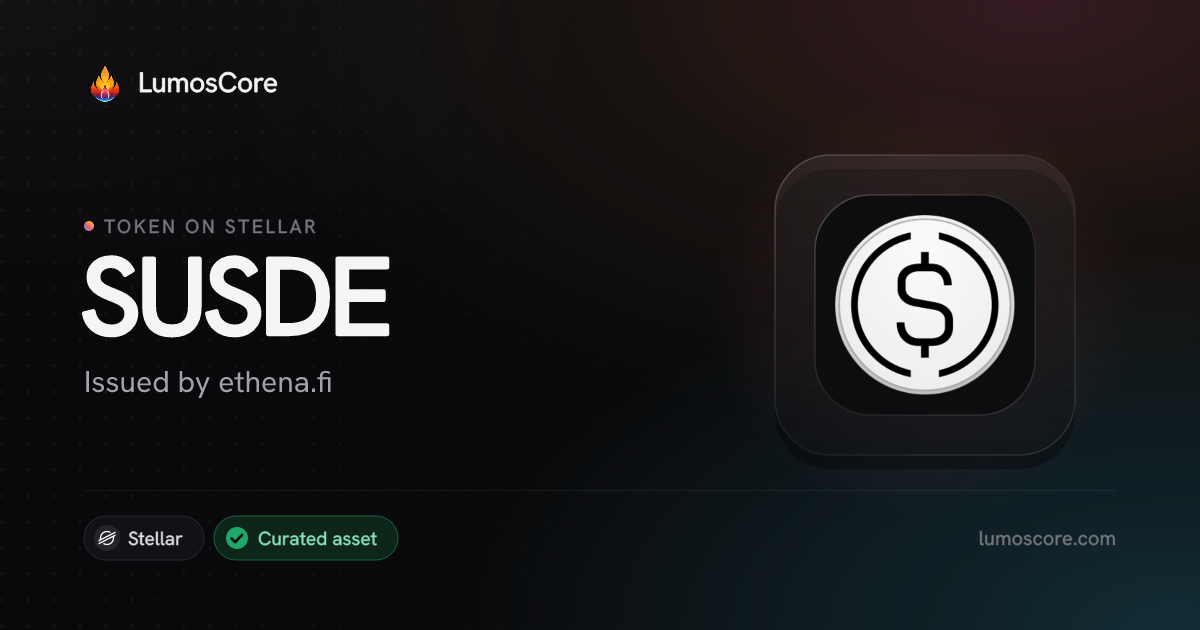 LumosCore
TOKEN ON STELLAR
SUSDE
Issued by ethena.fi
$
Stellar
Curated asset
lumoscore.com